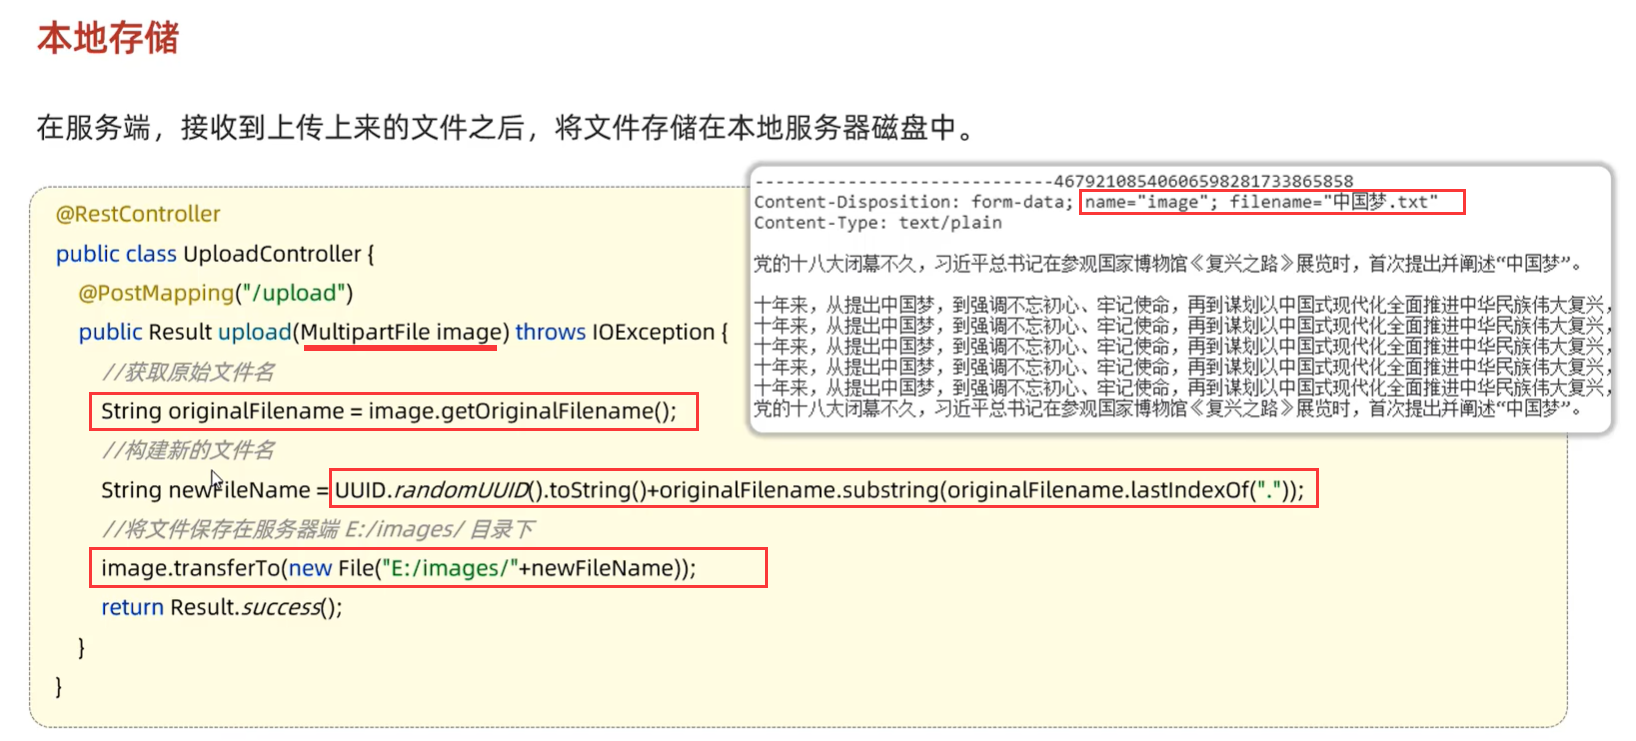 本地存储
在服务端，接收到上传上来的文件之后，将文件存储在本地服务器磁盘中。
@RestController
public class UploadController {
@PostMapping("/upload")
public Result upload(MultipartFile image) throws IOException {
//获取原始文件名
String originalFilename = image.getOriginalFilename();
//构建新的文件名
String newFileName = UUID.randomUUID().toString()+originalFilename.substring(originalFilename.lastIndexOf("."));
//将文件保存在服务器端 E:/images/ 目录下
image.transferTo(new File("E:/images/"+newFileName));
return Result.success();
}
}
-----------------------------46792108540606598281733865858
Content-Disposition: form-data; name="image"; filename="中国梦.txt"
Content-Type: text/plain
党的十八大闭幕不久，习近平总书记在参观国家博物馆《复兴之路》展览时，首次提出并阐述“中国梦”。
十年来，从提出中国梦，到强调不忘初心、牢记使命，再到谋划以中国式现代化全面推进中华民族伟大复兴，
十年来，从提出中国梦，到强调不忘初心、牢记使命，再到谋划以中国式现代化全面推进中华民族伟大复兴，
十年来，从提出中国梦，到强调不忘初心、牢记使命，再到谋划以中国式现代化全面推进中华民族伟大复兴，
十年来，从提出中国梦，到强调不忘初心、牢记使命，再到谋划以中国式现代化全面推进中华民族伟大复兴，
十年来，从提出中国梦，到强调不忘初心、牢记使命，再到谋划以中国式现代化全面推进中华民族伟大复兴，
党的十八大闭幕不久，习近平总书记在参观国家博物馆《复兴之路》展览时，首次提出并阐述“中国梦”。